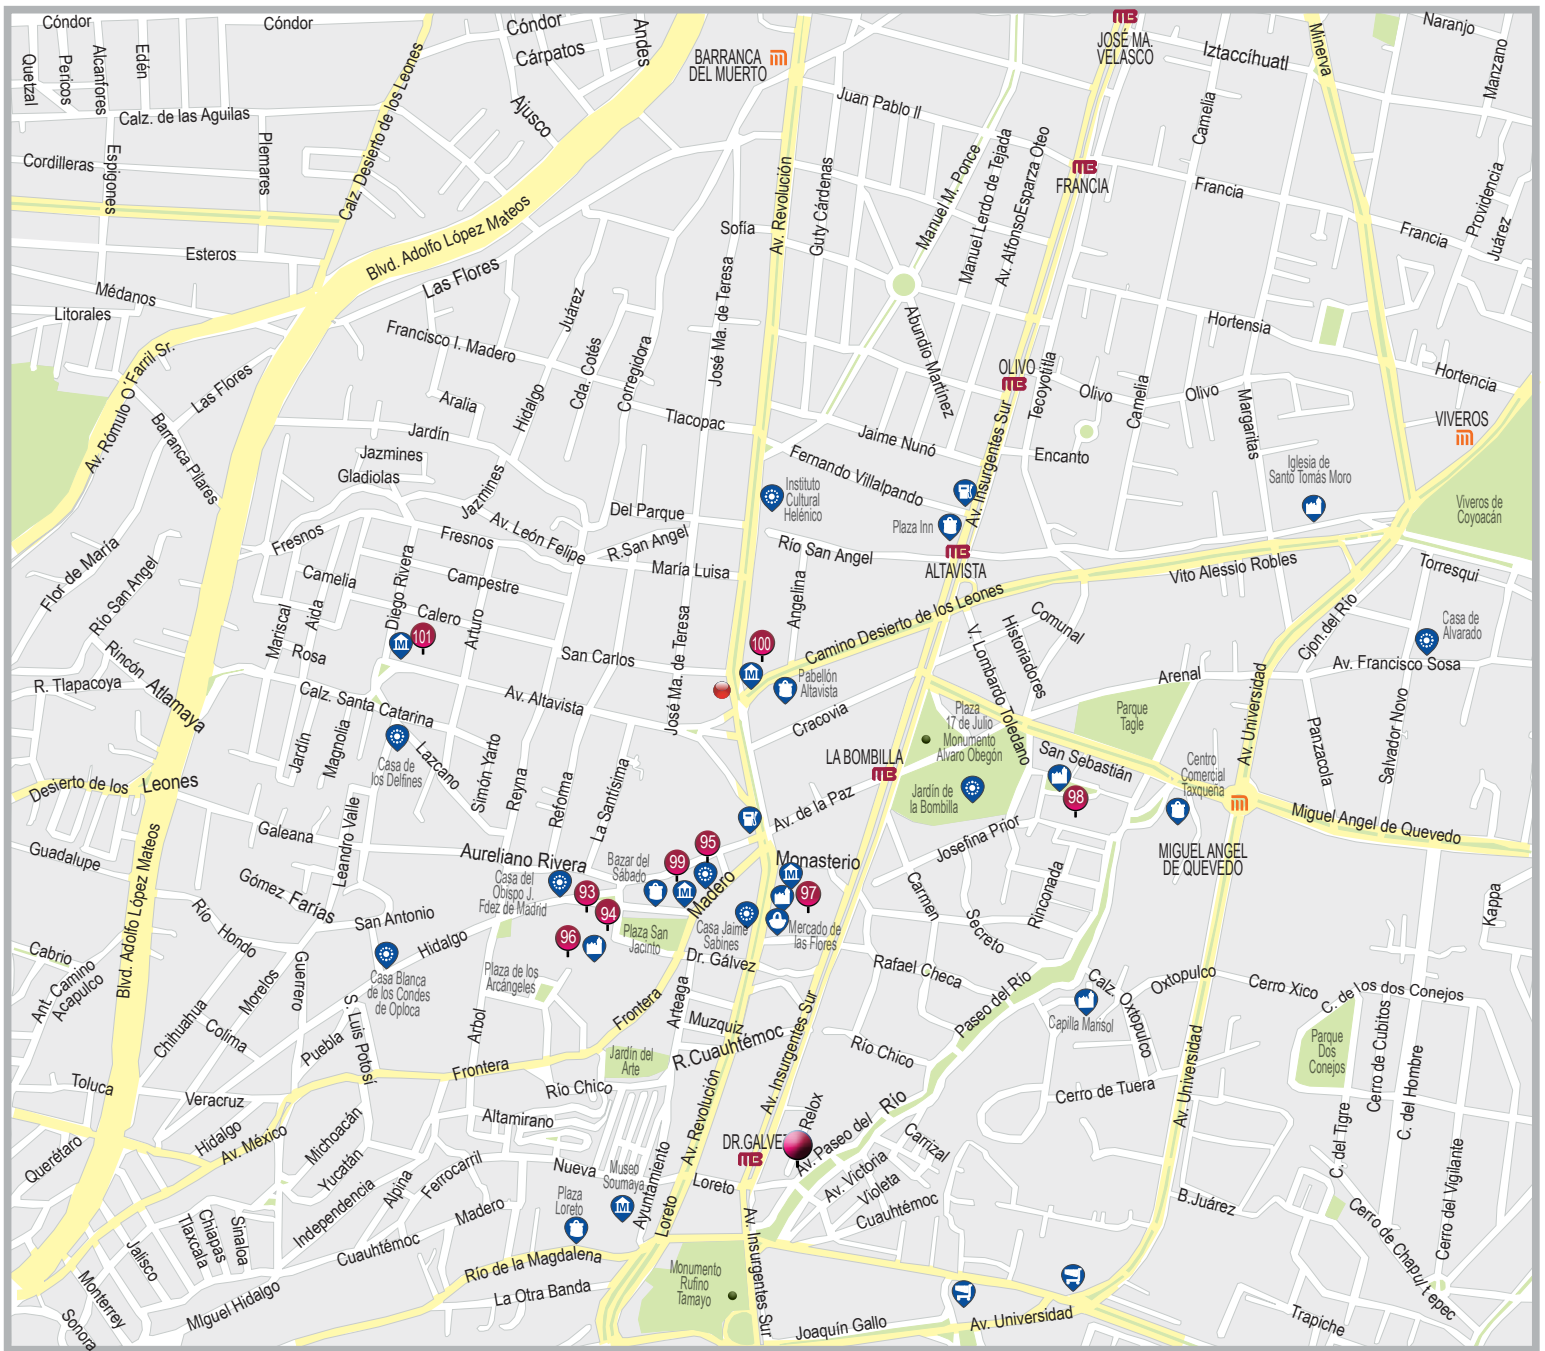 Cóndor
Cóndor
Cóndor
Cárpatos
Andes
BARRANCA
DEL MUERTO
JOSÉ MA.
VELASCO
Iztaccíhuatl
Minerva
Naranjo
Manzano
Quetzal
Pericos
Alcanfores
Edén
Calz. de las Aguilas
Ajusco
Calz. Desierto de los Leones
Juan Pablo II
Camelia
Cordilleras
Espigones
Plemares
Av. Revolución
Guty Cárdenas
Manuel M. Ponce
Manuel Lerdo de Tejada
Av. AlfonsoEsparza Oteo
FRANCIA
Francia
Francia
Providencia
Juárez
Esteros
Blvd. Adolfo López Mateos
Las Flores
Sofía
José Ma. de Teresa
Médanos
Litorales
Francisco I. Madero
Juárez
Cda. Cotés
Corregidora
Abundio Martínez
Hortensia
Av. Rómulo O'Farril Sr.
Las Flores
Barranca Pilares
Aralia
Hidalgo
Tlacopac
OLIVO
Tecoyotitla
Olivo
Camelia
Olivo
Margaritas
Hortencia
VIVEROS
Jardín
Jazmines
Gladiolas
Jazmines
Jaime Nunó
Fernando Villalpando
Av. Insurgentes Sur
Encanto
Iglesia de
Santo Tomás Moro
Viveros de
Coyoacán
Instituto
Cultural
Helénico
Plaza Inn
Del Parque
R.San Angel
Av. León Felipe
Fresnos
Fresnos
María Luisa
Río San Angel
ALTAVISTA
Vito Alessio Robles
Torresqui
Flor de María
Río San Angel
Camelia
Diego Rivera
Campestre
Calero
Arturo
Mariscal
Aida
Rosa
101
Angelina
100
Camino Desierto de los Leones
V. Lombardo Toledano
Historiadores
Comunal
Cjon.del Río
Casa de
Alvarado
Av. Francisco Sosa
Rincón Atlamaya
R. Tlapacoya
San Carlos
José Ma. de Teresa
Pabellón
Altavista
Arenal
Av. Universidad
Calz. Santa Catarina
Av. Altavista
Cracovia
Plaza
17 de Julio
Monumento
Alvaro Obegón
Parque
Tagle
Panzacola
Salvador Novo
Jardín
Magnolia
Casa de
los Delfines
Lazcano
Simón Yarto
Reyna
Reforma
La Santísima
LA BOMBILLA
San Sebastián
Centro
Comercial
Taxqueña
Desierto de los Leones
Jardín de
la Bombilla
98
Av. de la Paz
Miguel Angel de Quevedo
Galeana
Guadalupe
Leandro Valle
Aureliano Rivera
Bazar del
Sábado
95
99
Monasterio
Josefina Prior
MIGUEL ANGEL
DE QUEVEDO
Casa del
Obispo J.
Fdez de Madrid
93
94
96
97
Madero
Gómez Farías
San Antonio
Río Hondo
Hidalgo
Plaza San
Jacinto
Casa Jaime
Sabines
Mercado de
las Flores
Carmen
Secreto
Rinconada
Kappa
Blvd. Adolfo López Mateos
Cabrio
Ant. Camino
Acapulco
Morelos
Guerrero
Casa Blanca
de los Condes
de Oploca
Plaza de los
Arcángeles
Dr. Gálvez
Rafael Checa
Paseo del Río
Calz. Oxtopulco
Oxtopulco
Cerro Xico
C. de los dos Conejos
Capilla Marisol
Chihuahua
Colima
Puebla
S. Luis Potosí
Arbol
Frontera
Frontera
Arteaga
Muzquiz
R.Cuauhtémoc
Av. Insurgentes Sur
Río Chico
Parque
Dos
Conejos
Cerro de Cubitos
C. del Hombre
Jardín del
Arte
Toluca
Veracruz
Río Chico
Altamirano
Av. Revolución
Relox
Av. Paseo del Río
Cerro de Tuera
Av. Universidad
C. del Tigre
Cerro del Vigilante
Querétaro
Hidalgo
Av. México
Michoacán
Yucatán
Independencia
Alpina
Ferrocarril
Nueva
Museo
Soumaya
Ayuntamiento
DR.GALVE
Loreto
Carrizal
Av. Victoria
Violeta
Cuauhtémoc
B.Juárez
Plaza
Loreto
Madero
Cuauhtémoc
Loreto
Av. Insurgentes Sur
Cerro de Chapultepec
Sinaloa
Chiapas
Tlaxcala
Jalisco
Monterrey
Sonora
MIguel Hidalgo
Río de la Magdalena
La Otra Banda
Monumento
Rufino
Tamayo
Joaquín Gallo
Av. Universidad
Trapiche